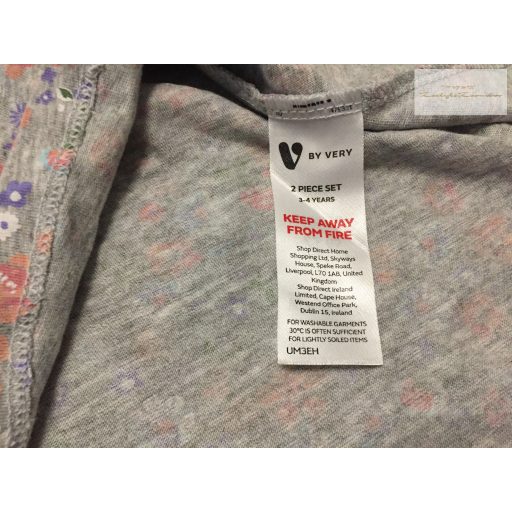 V BY VERY
2 PIECE SET
3-4 YEARS
KEEP AWAY
FROM FIRE
Shop Direct Home
Shopping Ltd, Skyways
House, Speke Road,
Liverpool, L70 1AB, United
Kingdom
Shop Direct Ireland
Limited, Cape House,
Westend Office Park,
Dublin 15, Ireland
FOR WASHABLE GARMENTS
30°C IS OFTEN SUFFICIENT
FOR LIGHTLY SOILED ITEMS
UM3EH